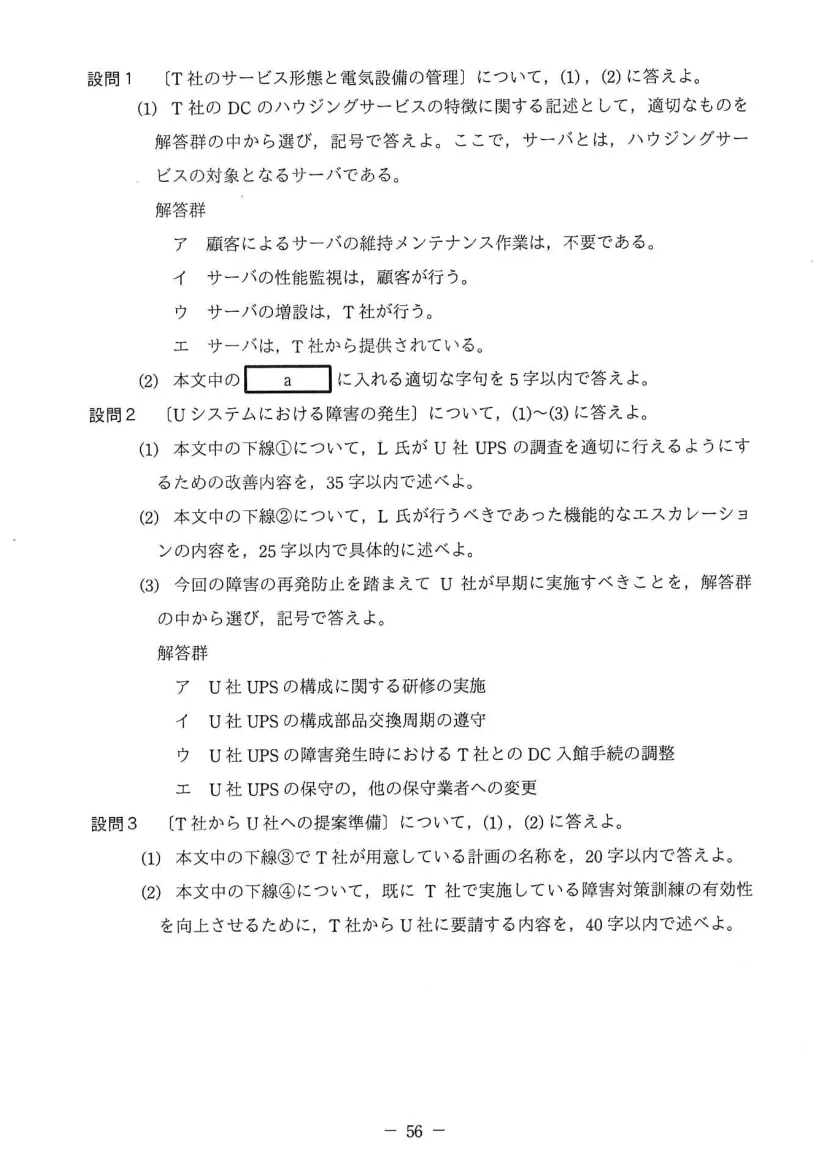 設問1 〔T社のサービス形態と電気設備の管理〕について，(1)，(2)に答えよ。
(1) T社のDCのハウジングサービスの特徴に関する記述として，適切なものを
解答群の中から選び，記号で答えよ。ここで，サーバとは，ハウジングサー
ビスの対象となるサーバである。
解答群
ア 顧客によるサーバの維持メンテナンス作業は，不要である。
イ サーバの性能監視は，顧客が行う。
ウ サーバの増設は，T社が行う。
エ サーバは，T社から提供されている。
(2) 本文中の a に入れる適切な字句を5字以内で答えよ。
設問2 〔Uシステムにおける障害の発生〕について，(1)～(3)に答えよ。
(1) 本文中の下線①について，L氏がU社UPSの調査を適切に行えるようにす
るための改善内容を，35字以内で述べよ。
(2) 本文中の下線②について，L氏が行うべきであった機能的なエスカレーショ
ンの内容を，25字以内で具体的に述べよ。
(3) 今回の障害の再発防止を踏まえてU社が早期に実施すべきことを，解答群
の中から選び，記号で答えよ。
解答群
ア U社UPSの構成に関する研修の実施
イ U社UPSの構成部品交換周期の遵守
ウ U社UPSの障害発生時におけるT社とのDC入館手続の調整
エ U社UPSの保守の，他の保守業者への変更
設問3 〔T社からU社への提案準備〕について，(1)，(2)に答えよ。
(1) 本文中の下線③でT社が用意している計画の名称を，20字以内で答えよ。
(2) 本文中の下線④について，既にT社で実施している障害対策訓練の有効性
を向上させるために，T社からU社に要請する内容を，40字以内で述べよ。
－ 56 －